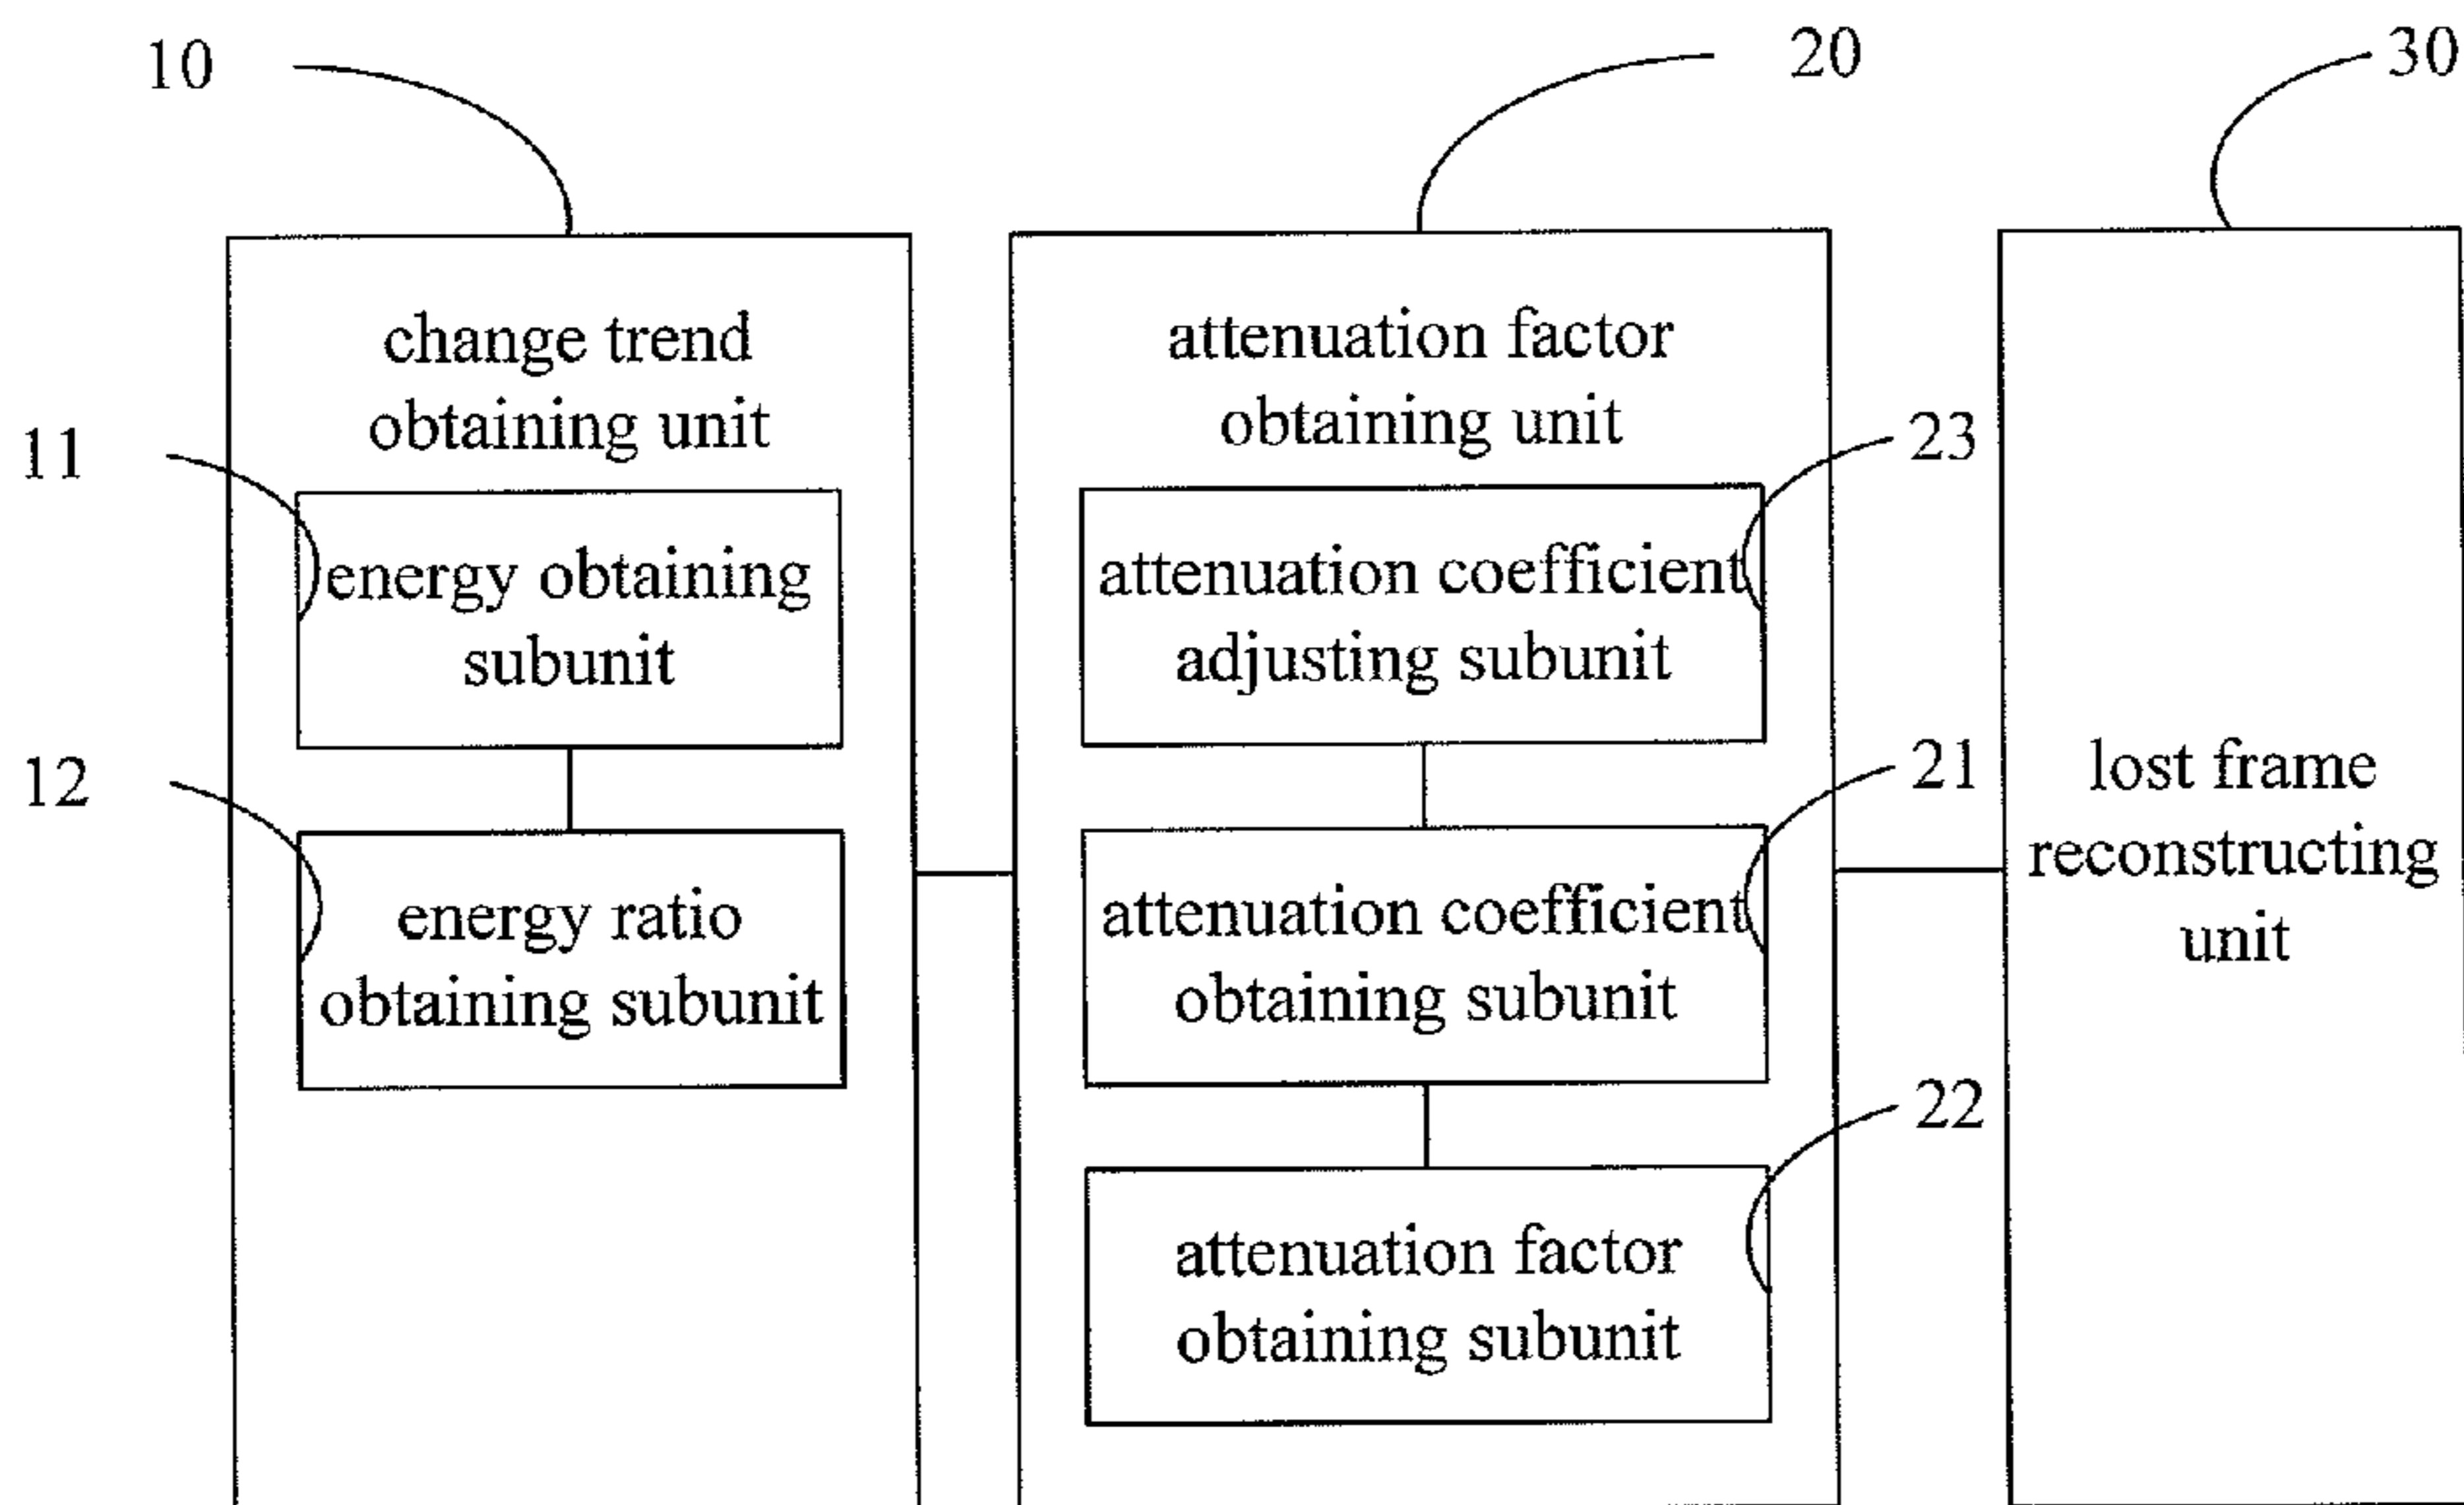 10
20
30
change trend
obtaining unit
11
energy obtaining
subunit
12
energy ratio
obtaining subunit
attenuation factor
obtaining unit
23
attenuation coefficient
adjusting subunit
21
attenuation coefficient
obtaining subunit
22
attenuation factor
obtaining subunit
lost frame
reconstructing
unit